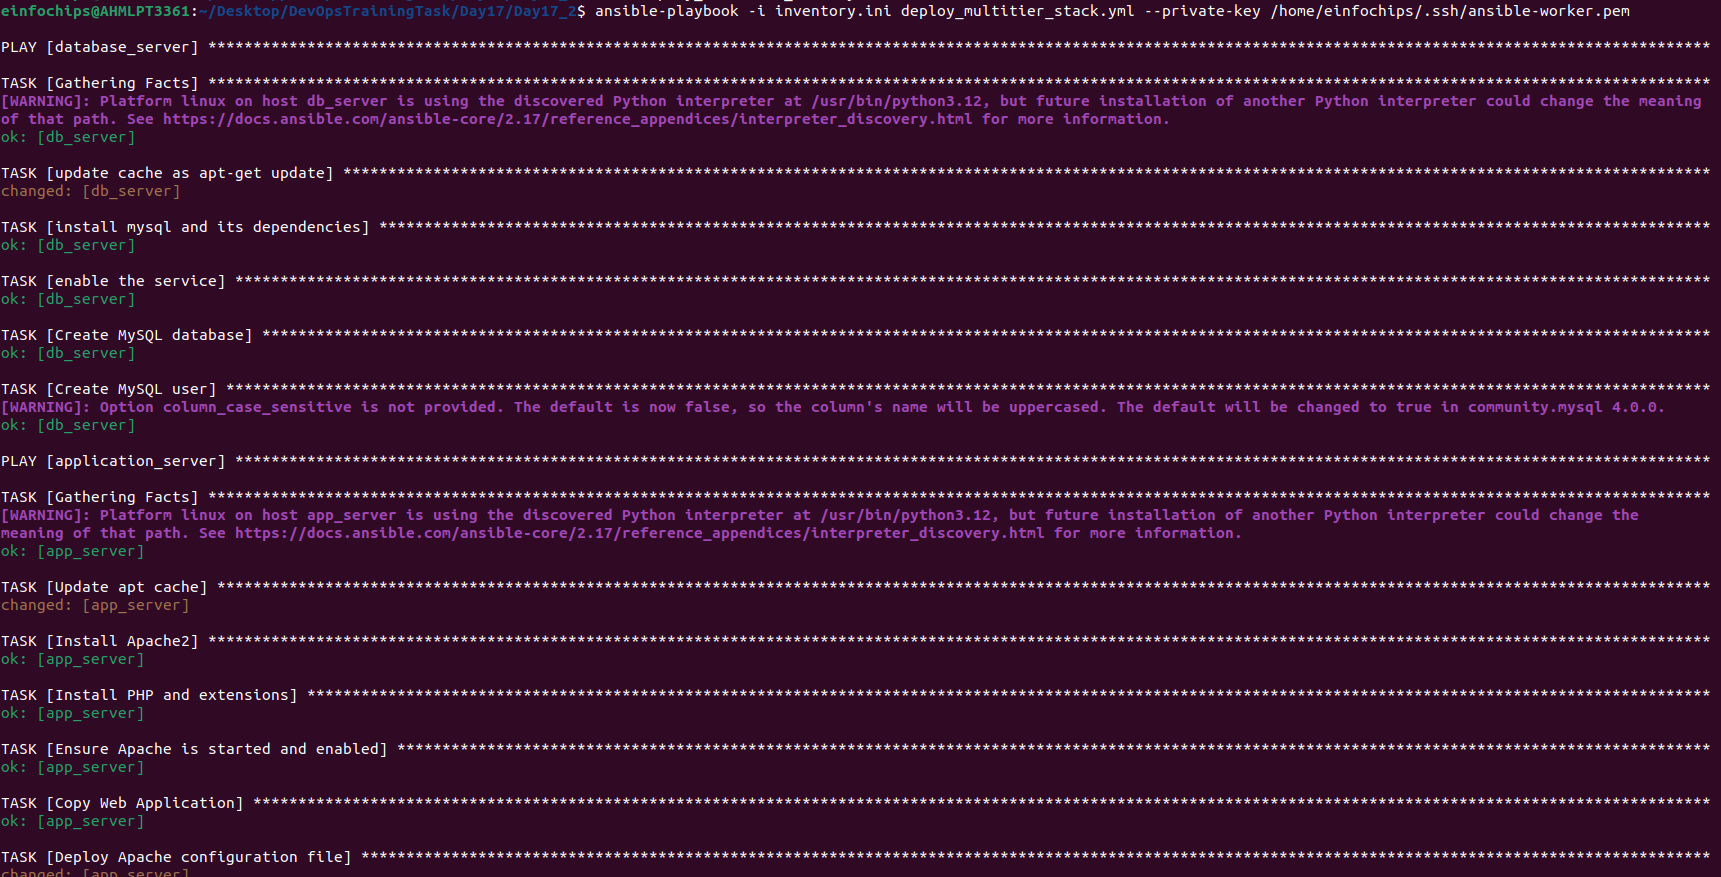 einfochips@AHMLPT3361:~/Desktop/DevOpsTrainingTask/Day17/Day17_2$ ansible-playbook -i inventory.ini deploy_multitier_stack.yml --private-key /home/einfochips/.ssh/ansible-worker.pem
PLAY [database_server] ***********************************************************************************************************************************************************************
TASK [Gathering Facts] ***********************************************************************************************************************************************************************
[WARNING]: Platform linux on host db_server is using the discovered Python interpreter at /usr/bin/python3.12, but future installation of another Python interpreter could change the meaning
of that path. See https://docs.ansible.com/ansible-core/2.17/reference_appendices/interpreter_discovery.html for more information.
ok: [db_server]
TASK [update cache as apt-get update] ********************************************************************************************************************************************************
changed: [db_server]
TASK [install mysql and its dependencies] ****************************************************************************************************************************************************
ok: [db_server]
TASK [enable the service] ********************************************************************************************************************************************************************
ok: [db_server]
TASK [Create MySQL database] *****************************************************************************************************************************************************************
ok: [db_server]
TASK [Create MySQL user] *********************************************************************************************************************************************************************
[WARNING]: Option column_case_sensitive is not provided. The default is now false, so the column's name will be uppercased. The default will be changed to true in community.mysql 4.0.0.
ok: [db_server]
PLAY [application_server] ********************************************************************************************************************************************************************
TASK [Gathering Facts] ***********************************************************************************************************************************************************************
[WARNING]: Platform linux on host app_server is using the discovered Python interpreter at /usr/bin/python3.12, but future installation of another Python interpreter could change the
meaning of that path. See https://docs.ansible.com/ansible-core/2.17/reference_appendices/interpreter_discovery.html for more information.
ok: [app_server]
TASK [Update apt cache] **********************************************************************************************************************************************************************
changed: [app_server]
TASK [Install Apache2] ***********************************************************************************************************************************************************************
ok: [app_server]
TASK [Install PHP and extensions] ************************************************************************************************************************************************************
ok: [app_server]
TASK [Ensure Apache is started and enabled] **************************************************************************************************************************************************
ok: [app_server]
TASK [Copy Web Application] ******************************************************************************************************************************************************************
ok: [app_server]
TASK [Deploy Apache configuration file] ******************************************************************************************************************************************************
changed: [app_server]